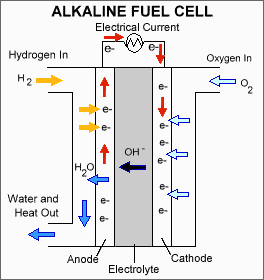 ALKALINE FUEL CELL
Electrical Current
Hydrogen In
e-
e-
Oxygen In
H2
O2
e-
e-
e-
e-
e-
OH-
e-
H2O
e-
e-
e-
e-
Water and
Heat Out
Anode
Cathode
Electrolyte